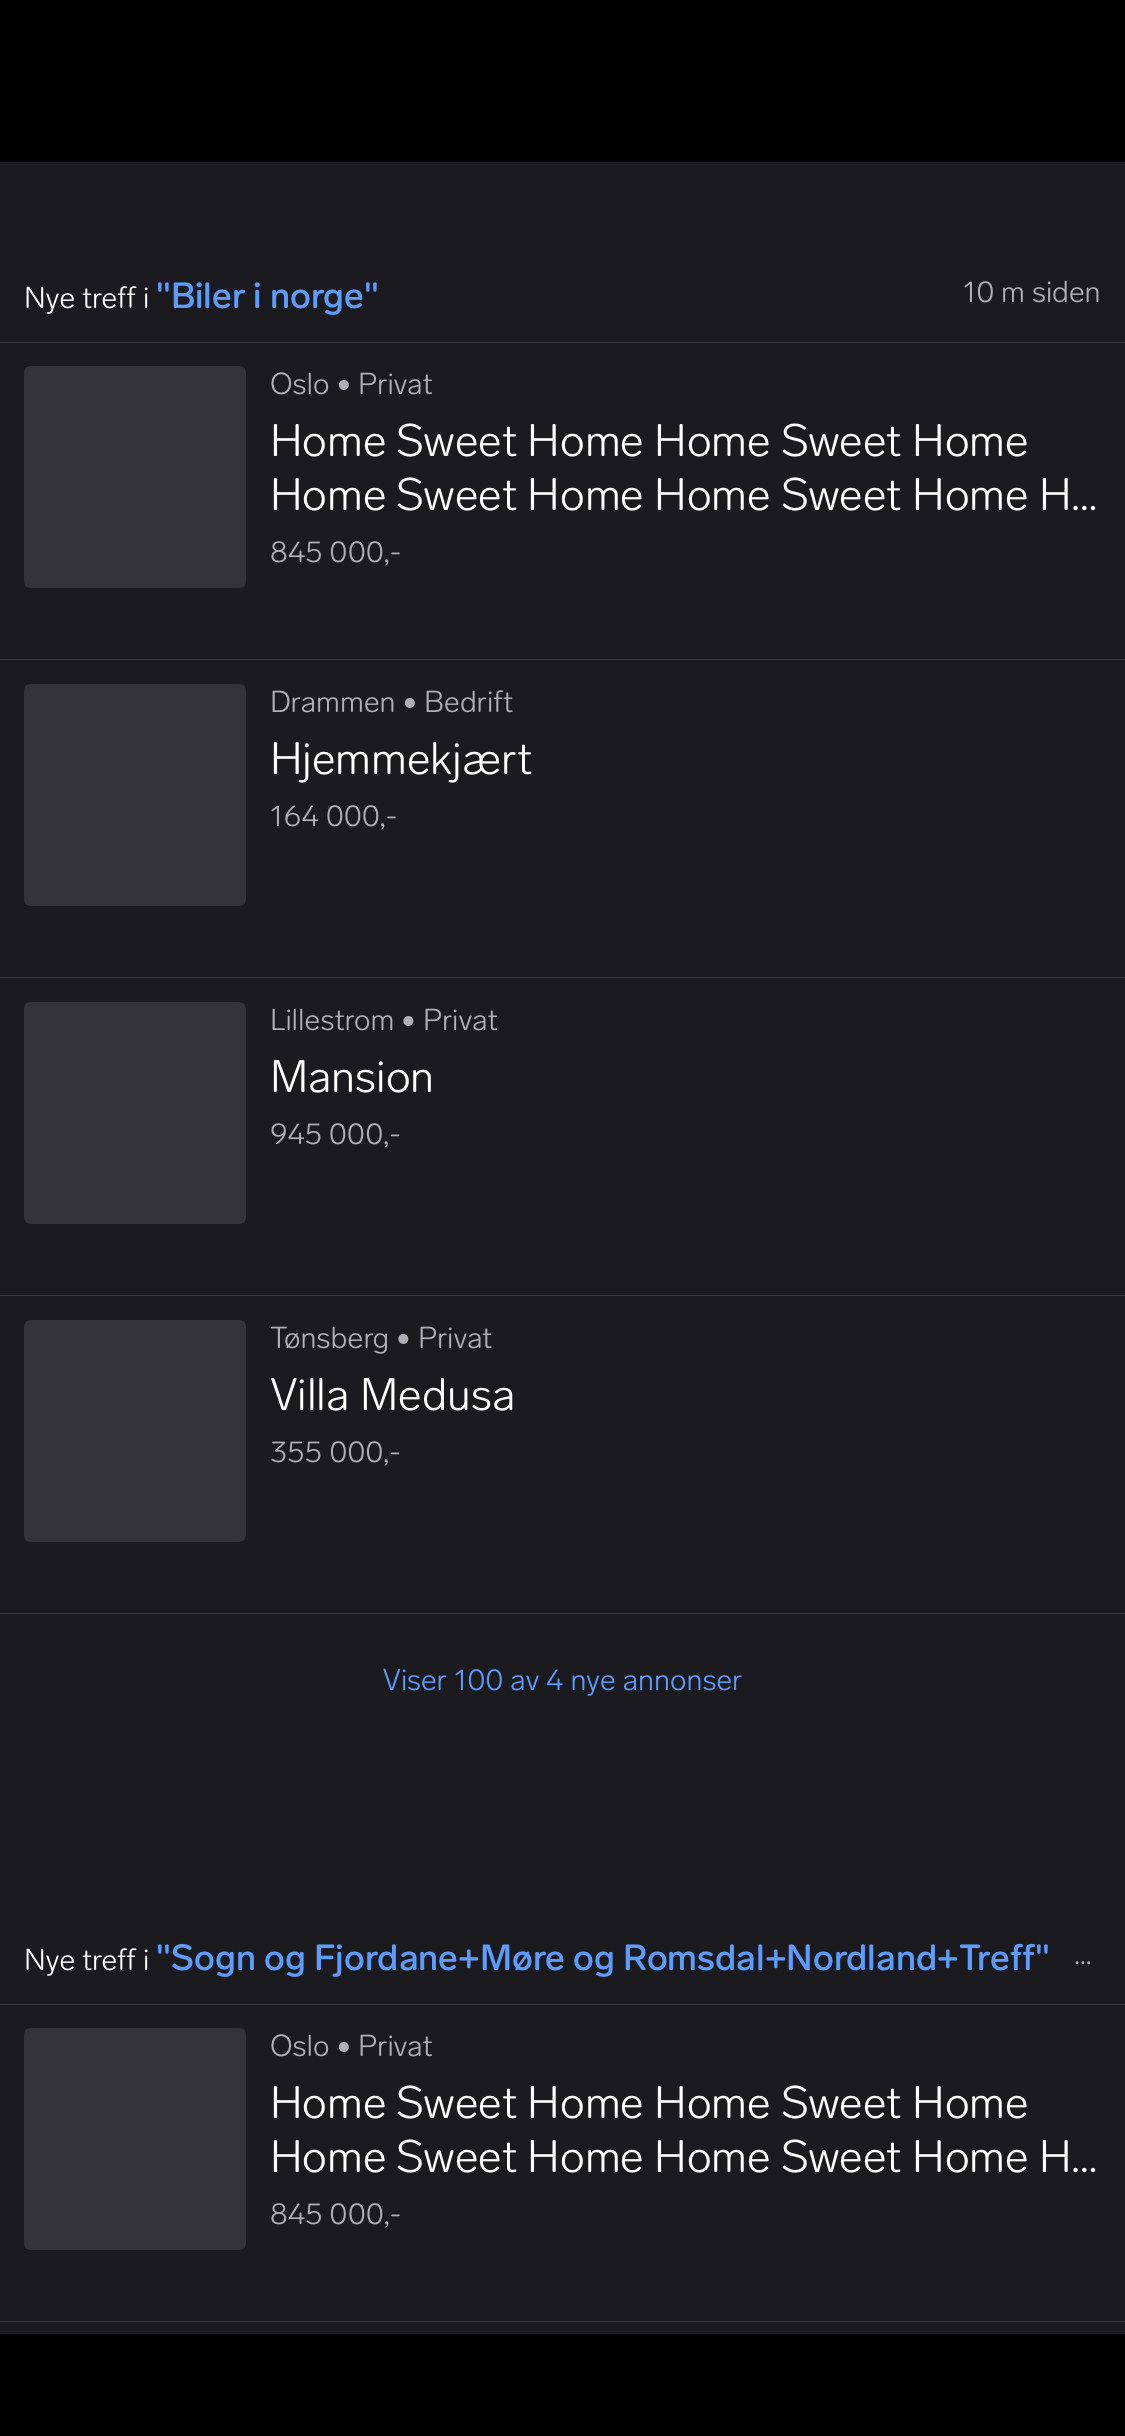 Nye treff i "Biler i norge" 10 m siden
Oslo • Privat
Home Sweet Home Home Sweet Home
Home Sweet Home Home Sweet Home H...
845 000,-
Drammen • Bedrift
Hjemmekjært
164 000,-
Lillestrom • Privat
Mansion
945 000,-
Tønsberg • Privat
Villa Medusa
355 000,-
Viser 100 av 4 nye annonser
Nye treff i "Sogn og Fjordane+Møre og Romsdal+Nordland+Treff" ...
Oslo • Privat
Home Sweet Home Home Sweet Home
Home Sweet Home Home Sweet Home H...
845 000,-